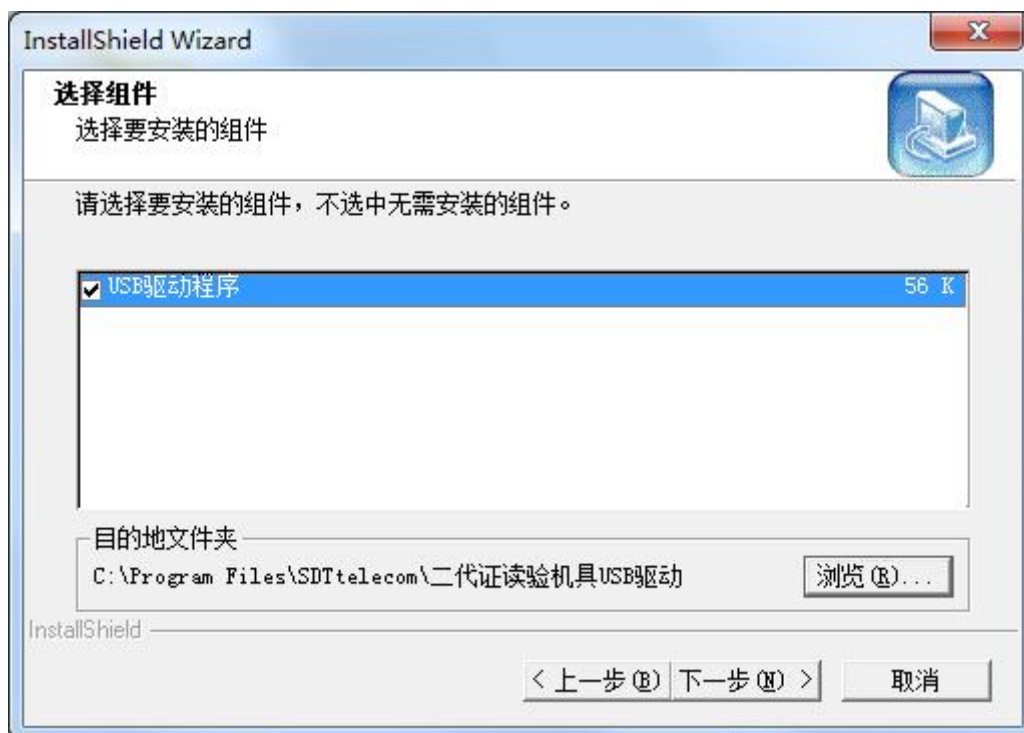 InstallShield Wizard
选择组件
选择要安装的组件
请选择要安装的组件，不选中无需安装的组件。
USB驱动程序 56 K
目的地文件夹
C:\Program Files\SDTtelecom\二代证读验机具USB驱动 浏览(R)...
InstallShield
< 上一步(B) 下一步(N) > 取消